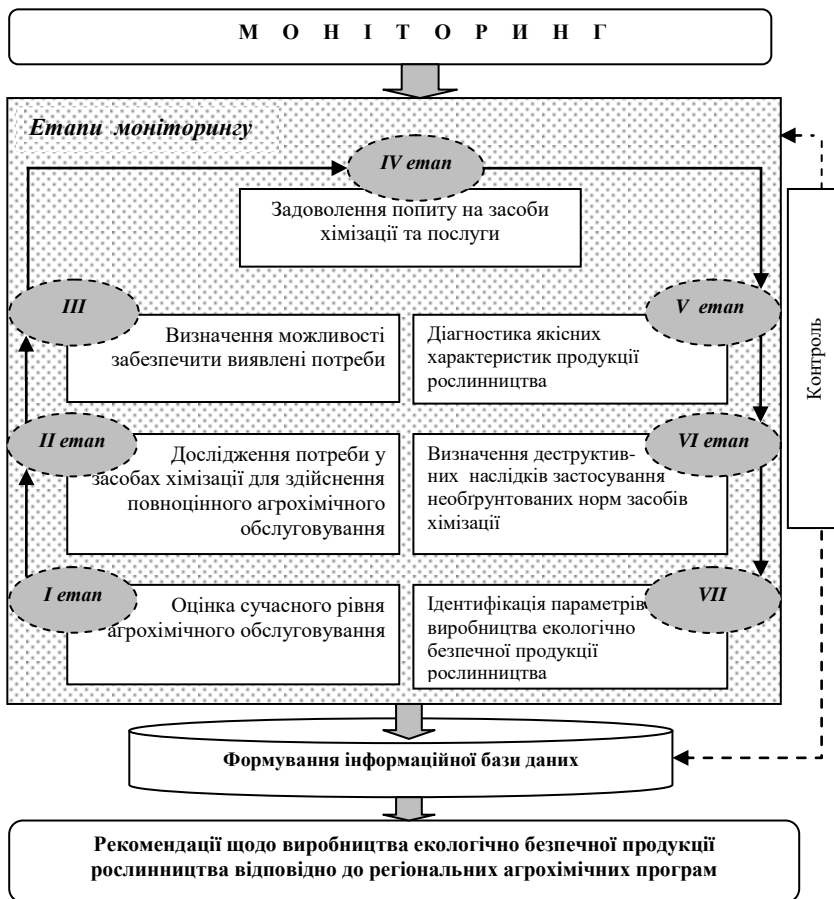 М О Н І Т О Р И Н Г
Етапи моніторингу
IV етап
Задоволення попиту на засоби
хімізації та послуги
III
Визначення можливості
забезпечити виявлені потреби
V етап
Діагностика якісних
характеристик продукції
рослинництва
Контроль
II етап
Дослідження потреби у
засобах хімізації для здійснення
повноцінного агрохімічного
обслуговування
VI етап
Визначення деструктив-
них наслідків застосування
необґрунтованих норм засобів
хімізації
I етап
Оцінка сучасного рівня
агрохімічного обслуговування
VII
Ідентифікація параметрів
виробництва екологічно
безпечної продукції
рослинництва
Формування інформаційної бази даних
Рекомендації щодо виробництва екологічно безпечної продукції
рослинництва відповідно до регіональних агрохімічних програм